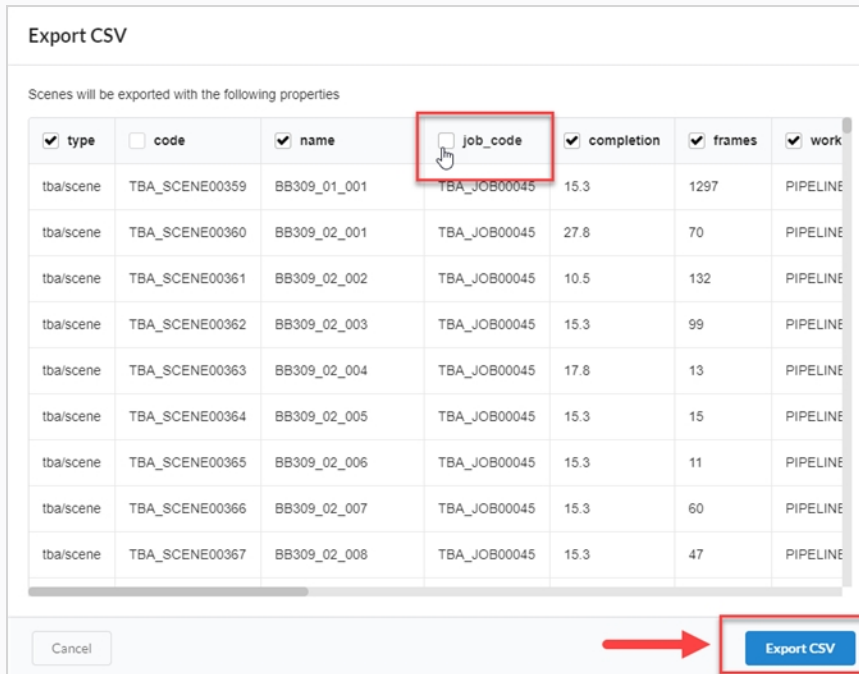 Export CSV
Scenes will be exported with the following properties
type code name job_code completion frames work
tba/scene TBA_SCENE00359 BB309_01_001 TBA_JOB00045 15.3 1297 PIPELINE
tba/scene TBA_SCENE00360 BB309_02_001 TBA_JOB00045 27.8 70 PIPELINE
tba/scene TBA_SCENE00361 BB309_02_002 TBA_JOB00045 10.5 132 PIPELINE
tba/scene TBA_SCENE00362 BB309_02_003 TBA_JOB00045 15.3 99 PIPELINE
tba/scene TBA_SCENE00363 BB309_02_004 TBA_JOB00045 17.8 13 PIPELINE
tba/scene TBA_SCENE00364 BB309_02_005 TBA_JOB00045 15.3 15 PIPELINE
tba/scene TBA_SCENE00365 BB309_02_006 TBA_JOB00045 15.3 11 PIPELINE
tba/scene TBA_SCENE00366 BB309_02_007 TBA_JOB00045 15.3 60 PIPELINE
tba/scene TBA_SCENE00367 BB309_02_008 TBA_JOB00045 15.3 47 PIPELINE
Cancel Export CSV